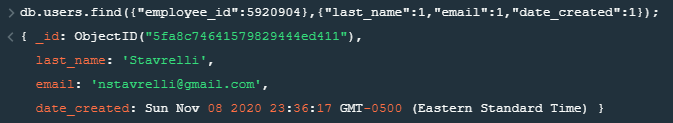 > db.users.find({"employee_id":5920904},{"last_name":1,"email":1,"date_created":1});
< { _id: ObjectID("5fa8c74641579829444ed411"),
last_name: 'Stavrelli',
email: 'nstavrelli@gmail.com',
date_created: Sun Nov 08 2020 23:36:17 GMT-0500 (Eastern Standard Time) }